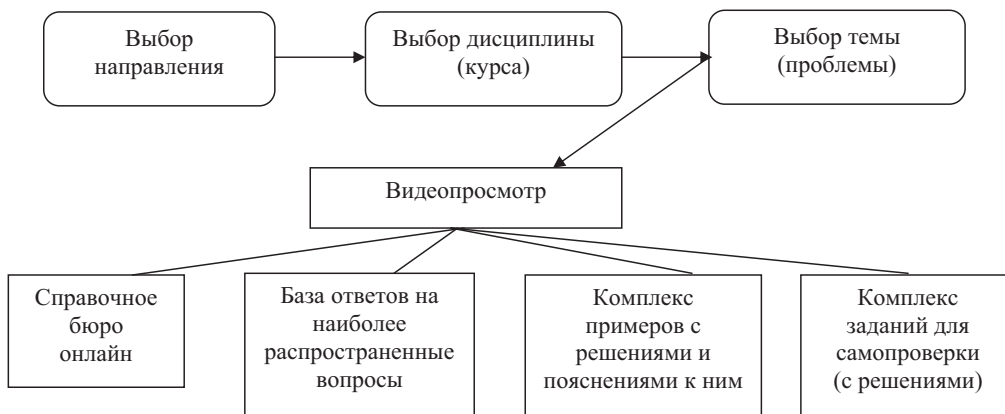 Выбор
направления
Выбор дисциплины
(курса)
Выбор темы
(проблемы)
Видеопросмотр
Справочное
бюро
онлайн
База ответов на
наиболее
распространенные
вопросы
Комплекс
примеров с
решениями и
пояснениями к ним
Комплекс
заданий для
самопроверки
(с решениями)